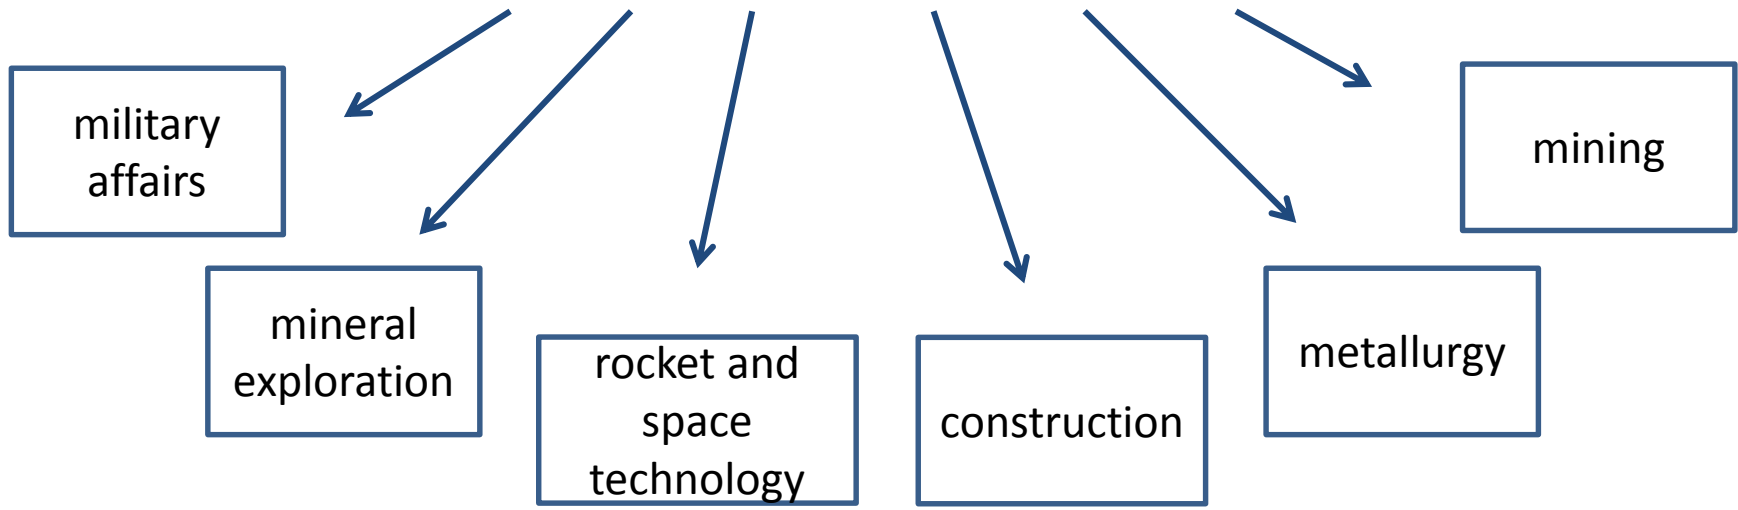 military
affairs
mineral
exploration
rocket and
space
technology
construction
metallurgy
mining